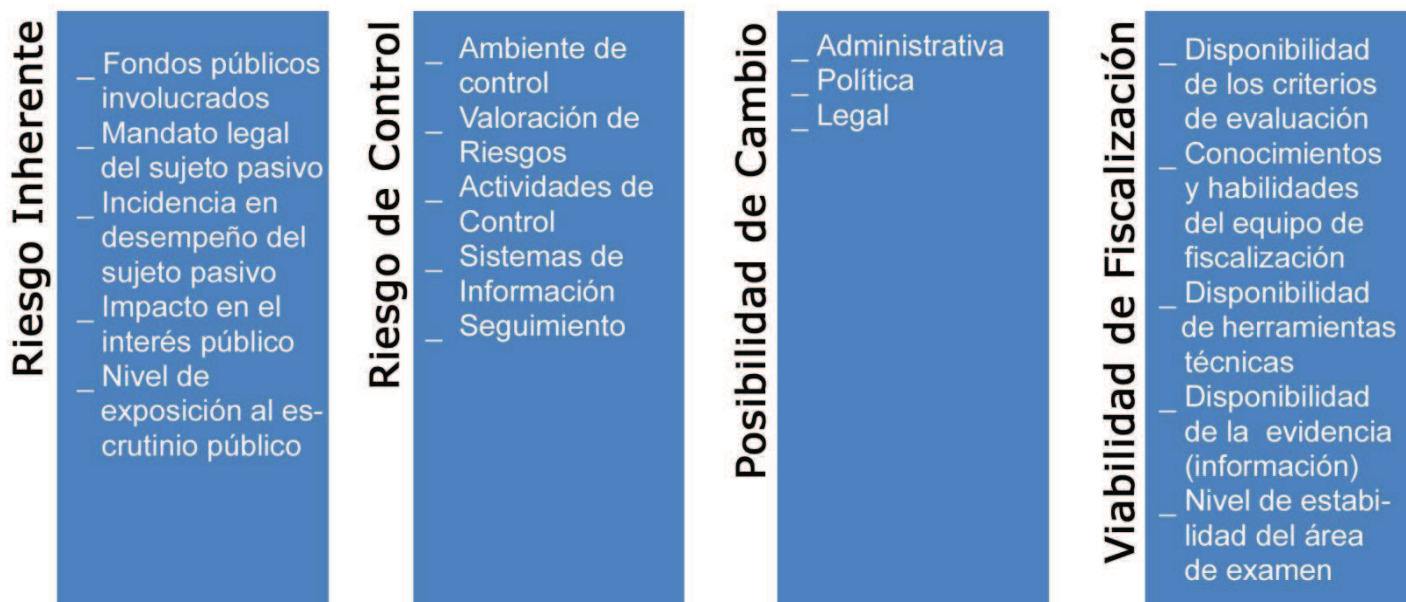 Riesgo Inherente
_ Fondos públicos
involucrados
_ Mandato legal
del sujeto pasivo
_ Incidencia en
desempeño del
sujeto pasivo
_ Impacto en el
interés público
_ Nivel de
exposición al es-
crutinio público
Riesgo de Control
_ Ambiente de
control
_ Valoración de
Riesgos
_ Actividades de
Control
_ Sistemas de
Información
_ Seguimiento
Posibilidad de Cambio
_ Administrativa
_ Política
_ Legal
Viabilidad de Fiscalización
_ Disponibilidad
de los criterios
de evaluación
_ Conocimientos
y habilidades
del equipo de
fiscalización
_ Disponibilidad
de herramientas
técnicas
_ Disponibilidad
de la evidencia
(información)
_ Nivel de estabi-
lidad del área
de examen